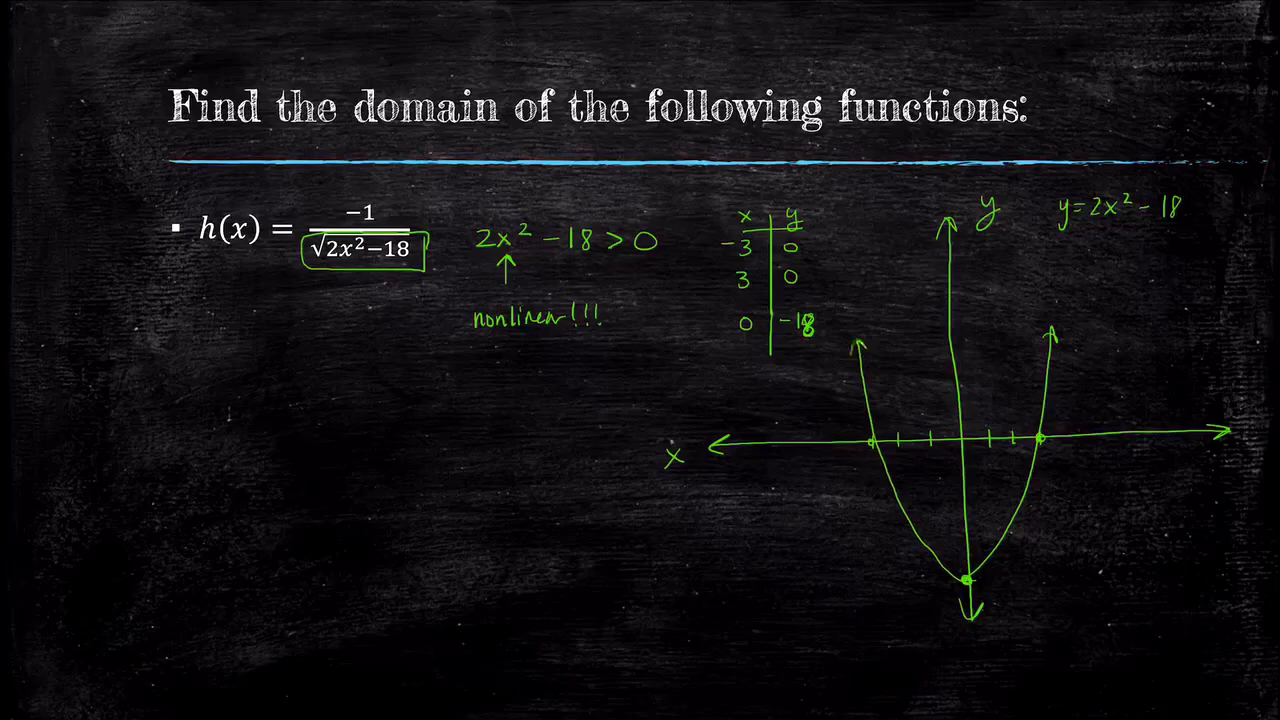 Find the domain of the following functions:
▪ h(x) = -1 / √2x²-18
2x² - 18 > 0
nonlinear!!!
x y
-3 0
3 0
0 -18
y
y=2x² - 18
x